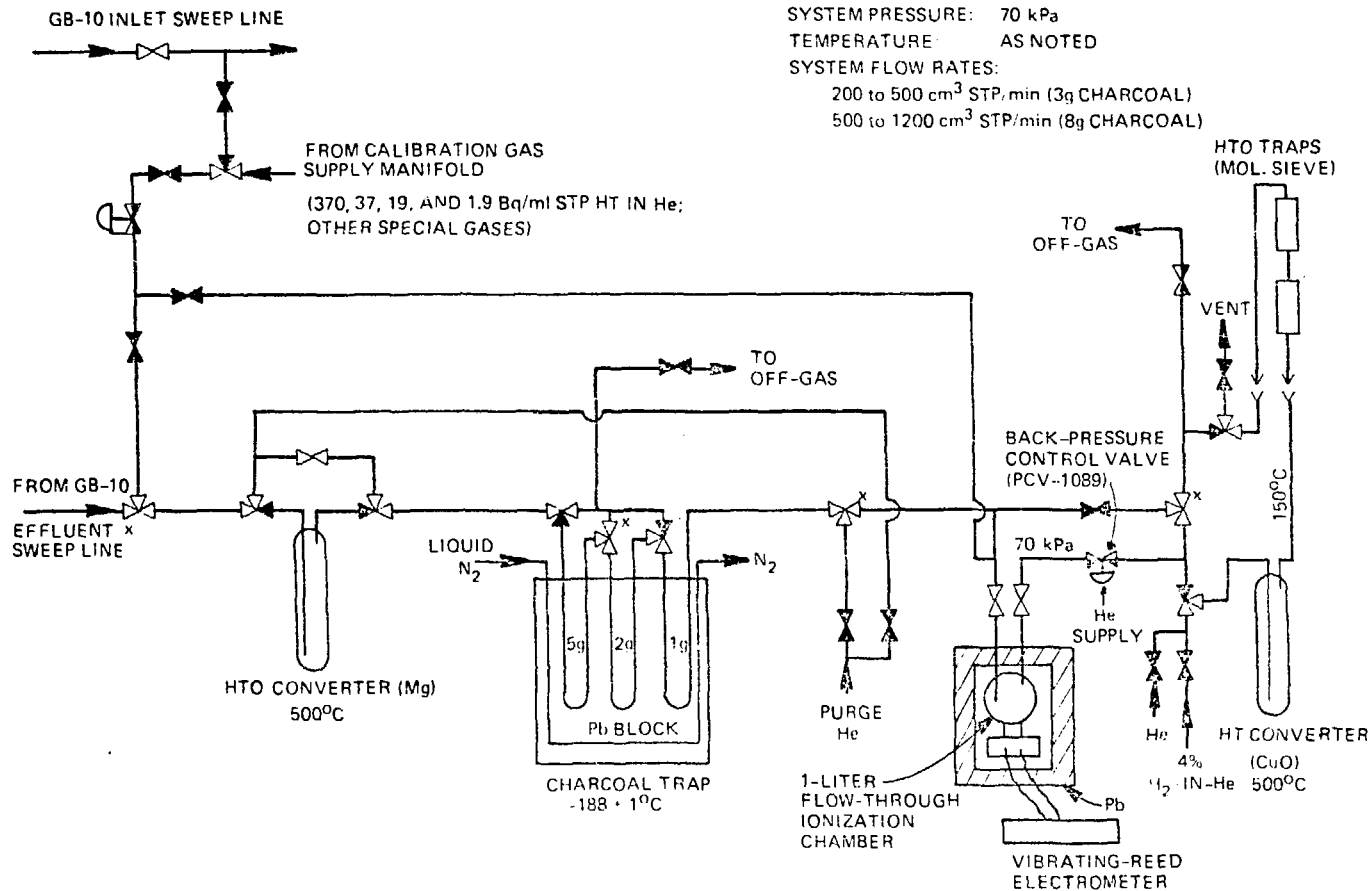 GB-10 INLET SWEEP LINE
SYSTEM PRESSURE: 70 kPa
TEMPERATURE: AS NOTED
SYSTEM FLOW RATES:
200 to 500 cm³ STP/min (3g CHARCOAL)
500 to 1200 cm³ STP/min (8g CHARCOAL)
FROM CALIBRATION GAS
SUPPLY MANIFOLD
(370, 37, 19, AND 1.9 Bq/ml STP HT IN He;
OTHER SPECIAL GASES)
HTO TRAPS
(MOL. SIEVE)
TO
OFF-GAS
VENT
TO
OFF-GAS
BACK-PRESSURE
CONTROL VALVE
(PCV-1089)
150°C
FROM GB-10
EFFLUENT x
SWEEP LINE
x
x
x
LIQUID
N₂
N₂
70 kPa
He
SUPPLY
5g
2g
1g
Pb BLOCK
HTO CONVERTER (Mg)
500°C
CHARCOAL TRAP
-188 + 1°C
PURGE
He
1-LITER
FLOW-THROUGH
IONIZATION
CHAMBER
Pb
VIBRATING-REED
ELECTROMETER
He
4%
H₂-IN-He
HT CONVERTER
(CuO)
500°C